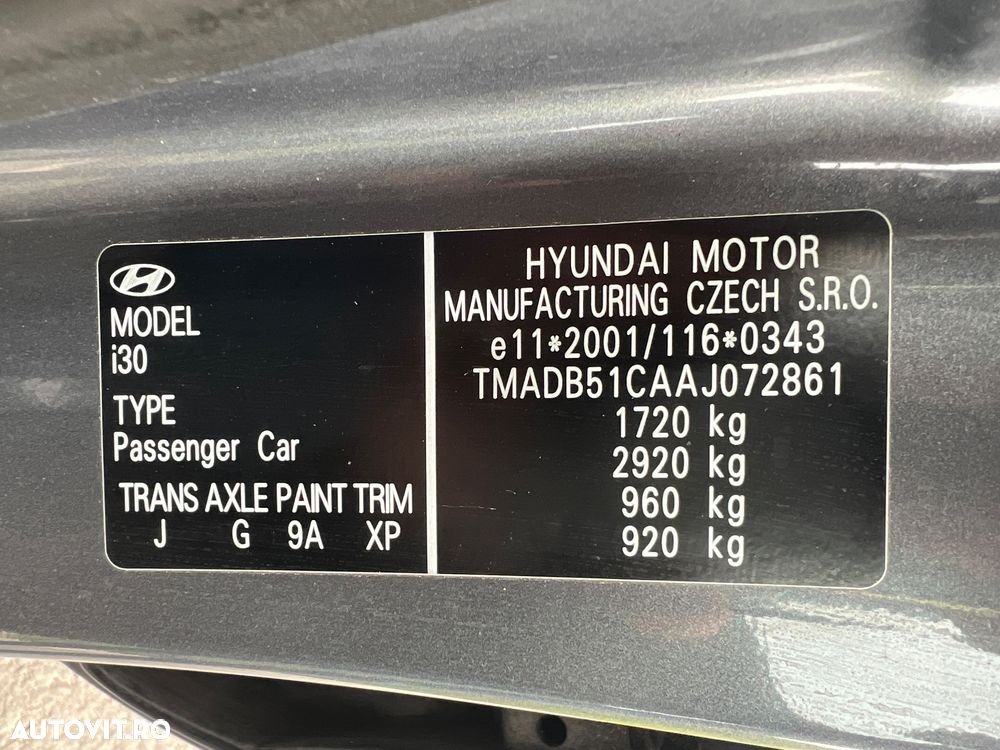 MODEL
i30
TYPE
Passenger Car
TRANS AXLE PAINT TRIM
J G 9A XP
HYUNDAI MOTOR
MANUFACTURING CZECH S.R.O.
e11*2001/116*0343
TMADB51CAAJ072861
1720 kg
2920 kg
960 kg
920 kg
AUTOVIT.RO